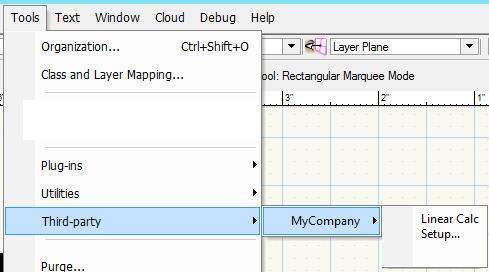 Tools Text Window Cloud Debug Help
Organization... Ctrl+Shift+O
Layer Plane
Class and Layer Mapping...
ool: Rectangular Marquee Mode
3" 2" 1"
Plug-ins
Utilities
Third-party
MyCompany
Linear Calc
Setup...
Purge...